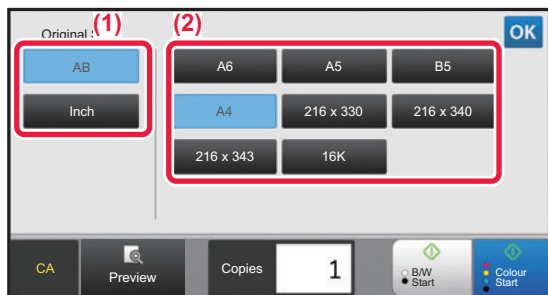 Original S
(1)
(2)
OK
AB
Inch
A6
A5
B5
A4
216 x 330
216 x 340
216 x 343
16K
CA
Preview
Copies
1
B/W
Start
Colour
Start